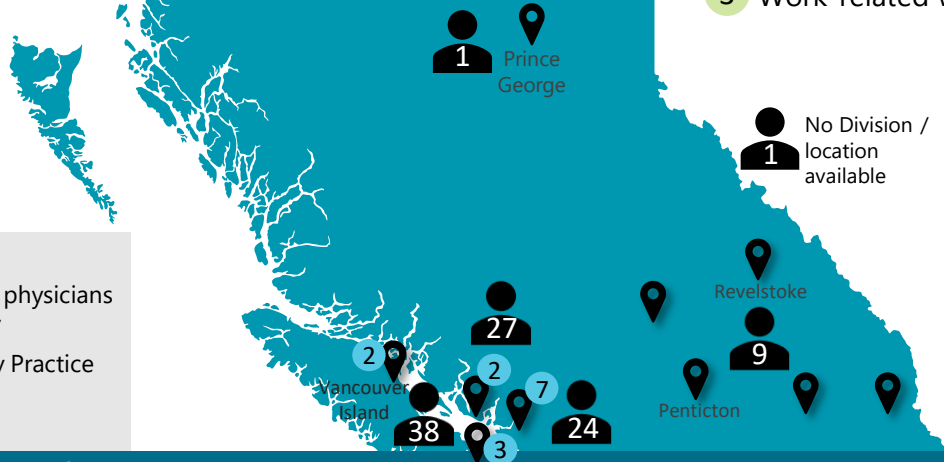 3 Work-related
1
Prince
George
1
No Division /
location
available
physicians
y Practice
Revelstoke
27
9
2
2
7
Vancouver
Island
Penticton
38
24
3